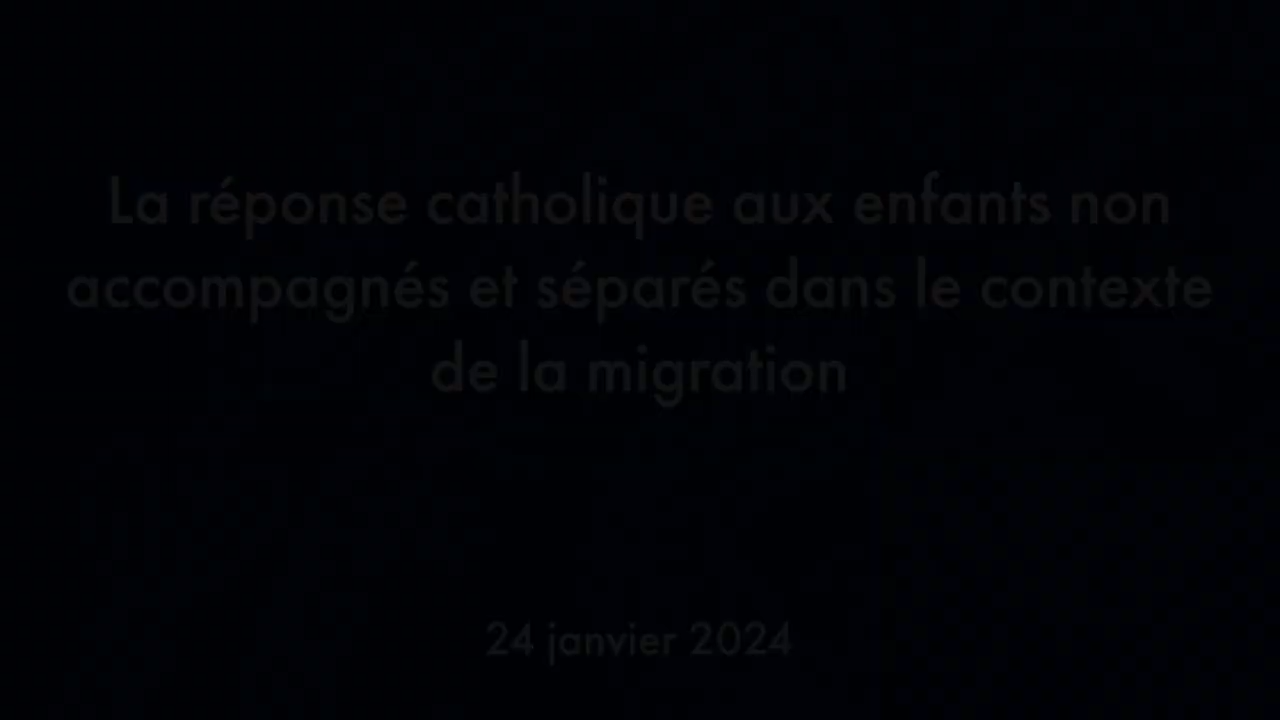 La réponse catholique aux enfants non
accompagnés et séparés dans le contexte
de la migration
24 janvier 2024